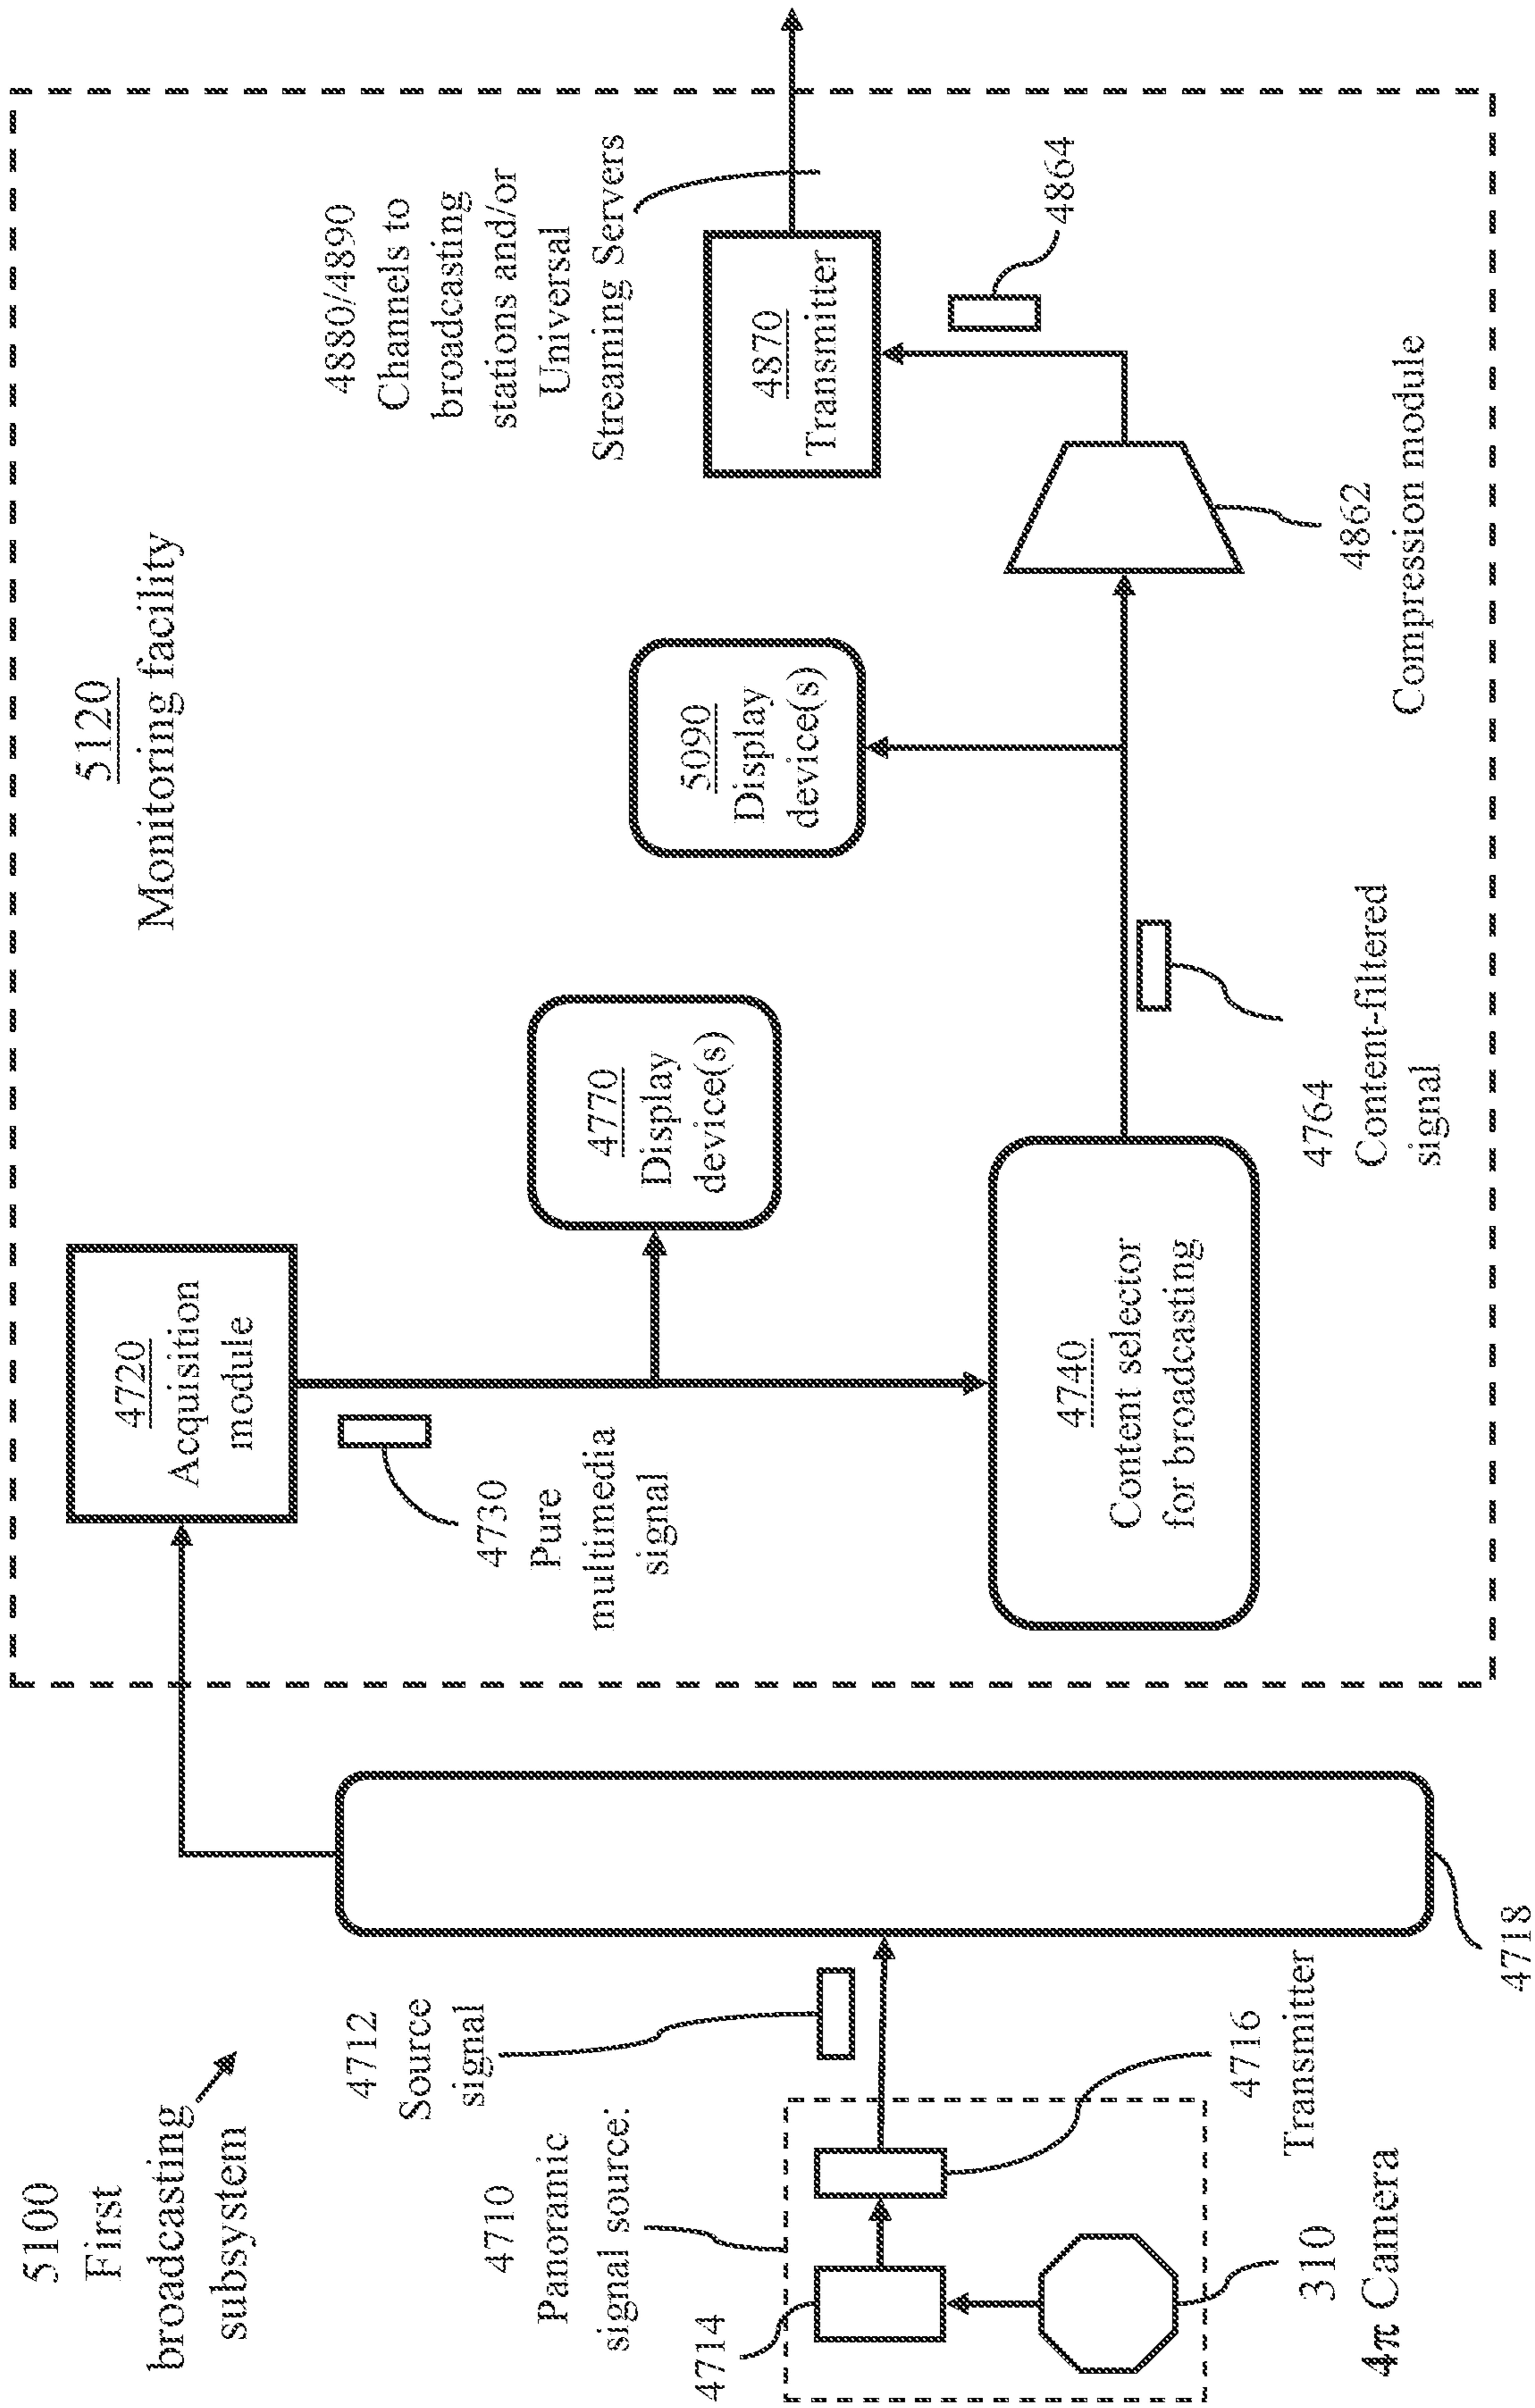 5100
First
broadcasting
subsystem
5120
Monitoring facility
4720
Acquisition
module
4730
Pure
multimedia
signal
4770
Display
device(s)
4740
Content selector
for broadcasting
4764
Content-filtered
signal
5090
Display
device(s)
4862
Compression module
4864
4870
Transmitter
4880/4890
Channels to
broadcasting
stations and/or
Universal
Streaming Servers
4712
Source
signal
4710
Panoramic
signal source:
4714
4716
Transmitter
310
4π Camera
4718